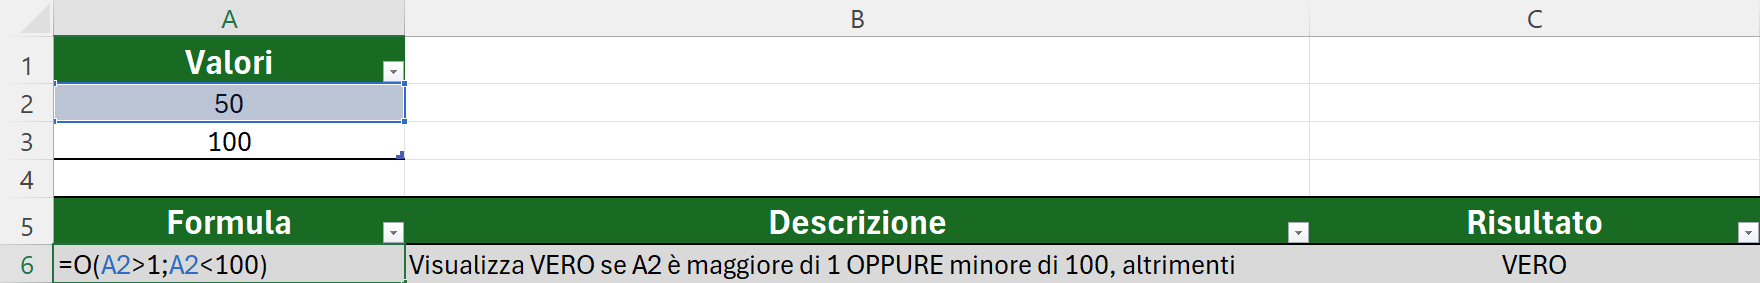 A B C
1 Valori
2 50
3 100
4
5 Formula Descrizione Risultato
6 =O(A2>1;A2<100) Visualizza VERO se A2 è maggiore di 1 OPPURE minore di 100, altrimenti VERO